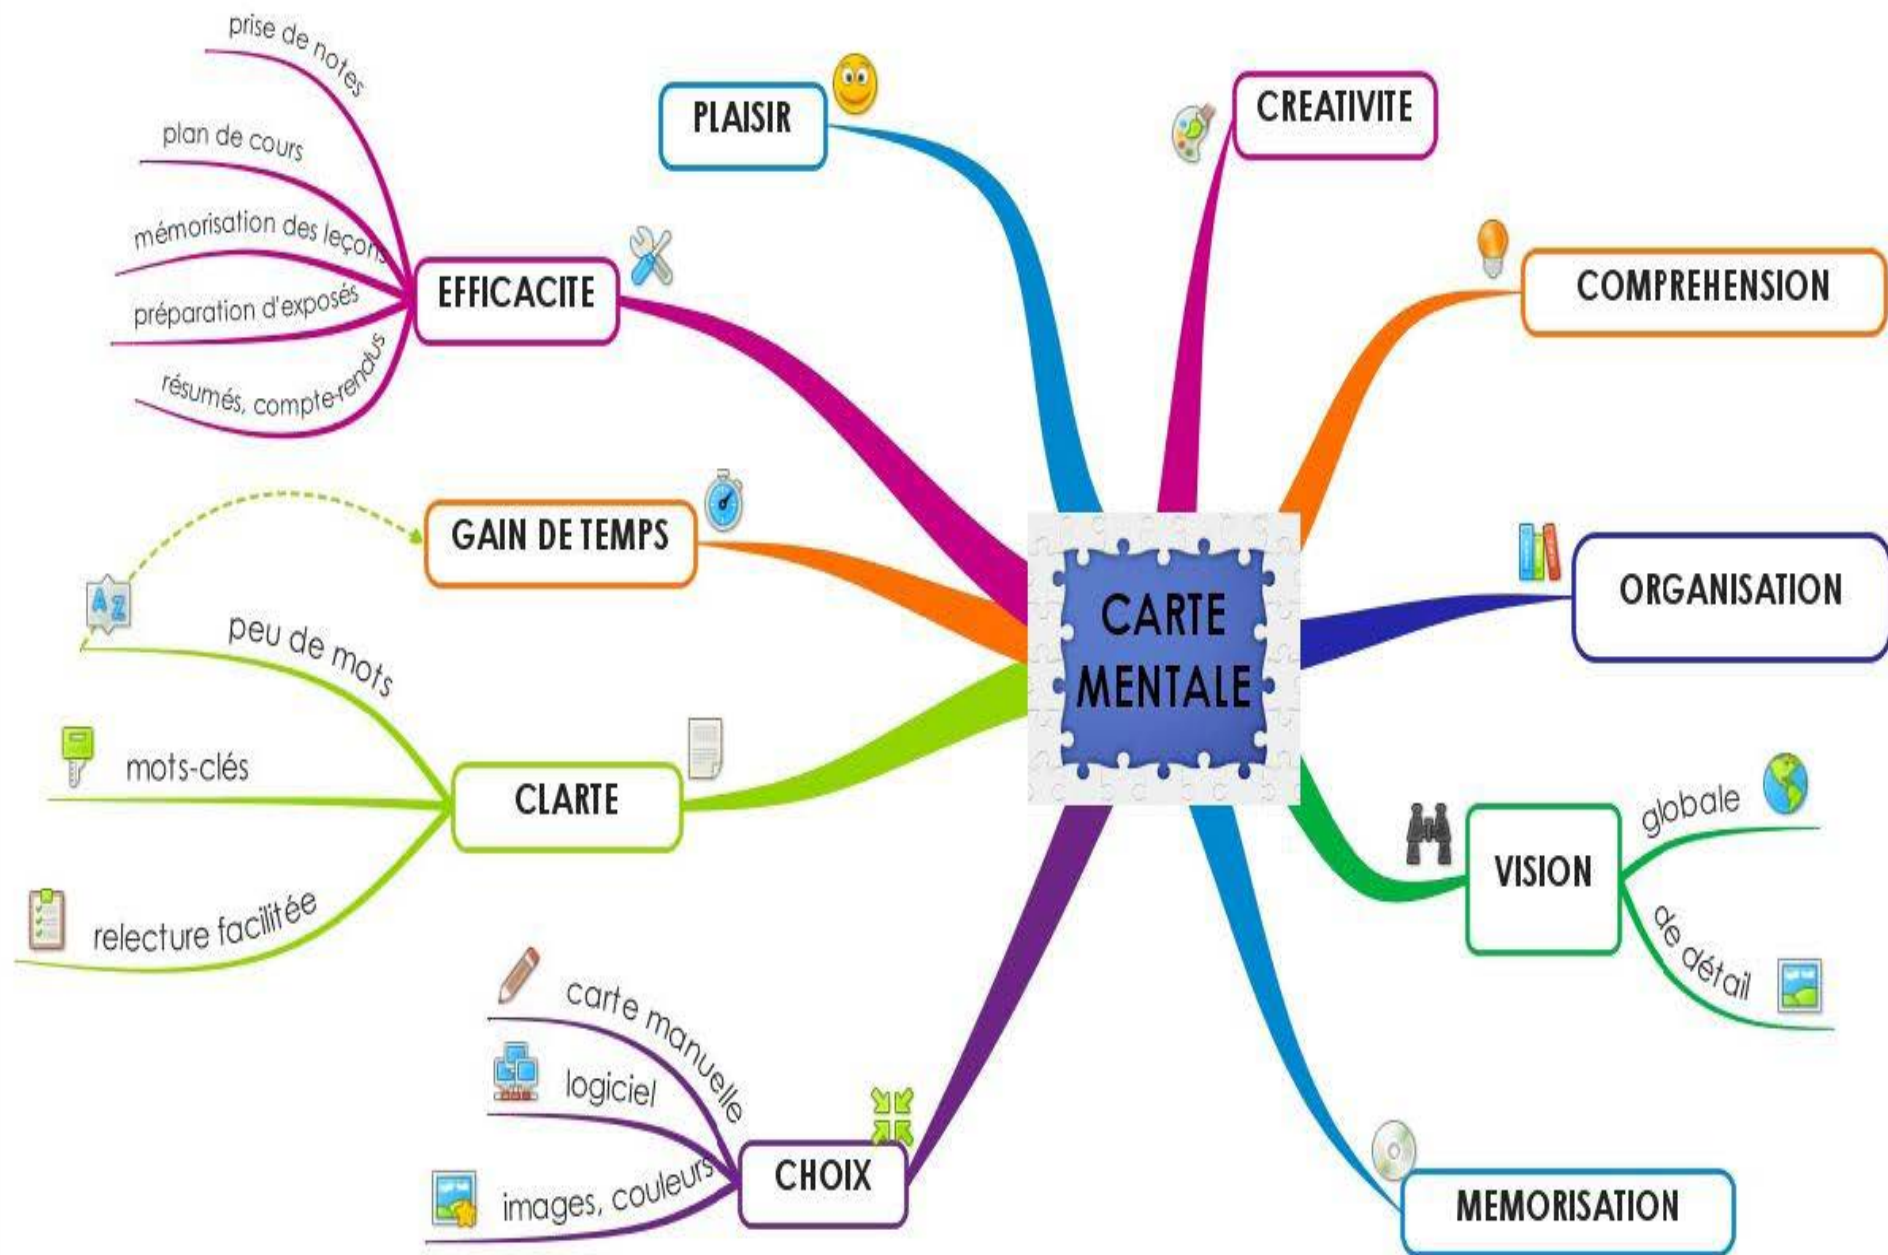 prise de notes
plan de cours
mémorisation des leçons
préparation d'exposés
résumés, compte-rendus
EFFICACITE
PLAISIR
CREATIVITE
COMPREHENSION
GAIN DE TEMPS
ORGANISATION
CARTE
MENTALE
A Z
peu de mots
mots-clés
relecture facilitée
CLARTE
VISION
globale
de détail
carte manuelle
logiciel
images, couleurs
CHOIX
MEMORISATION